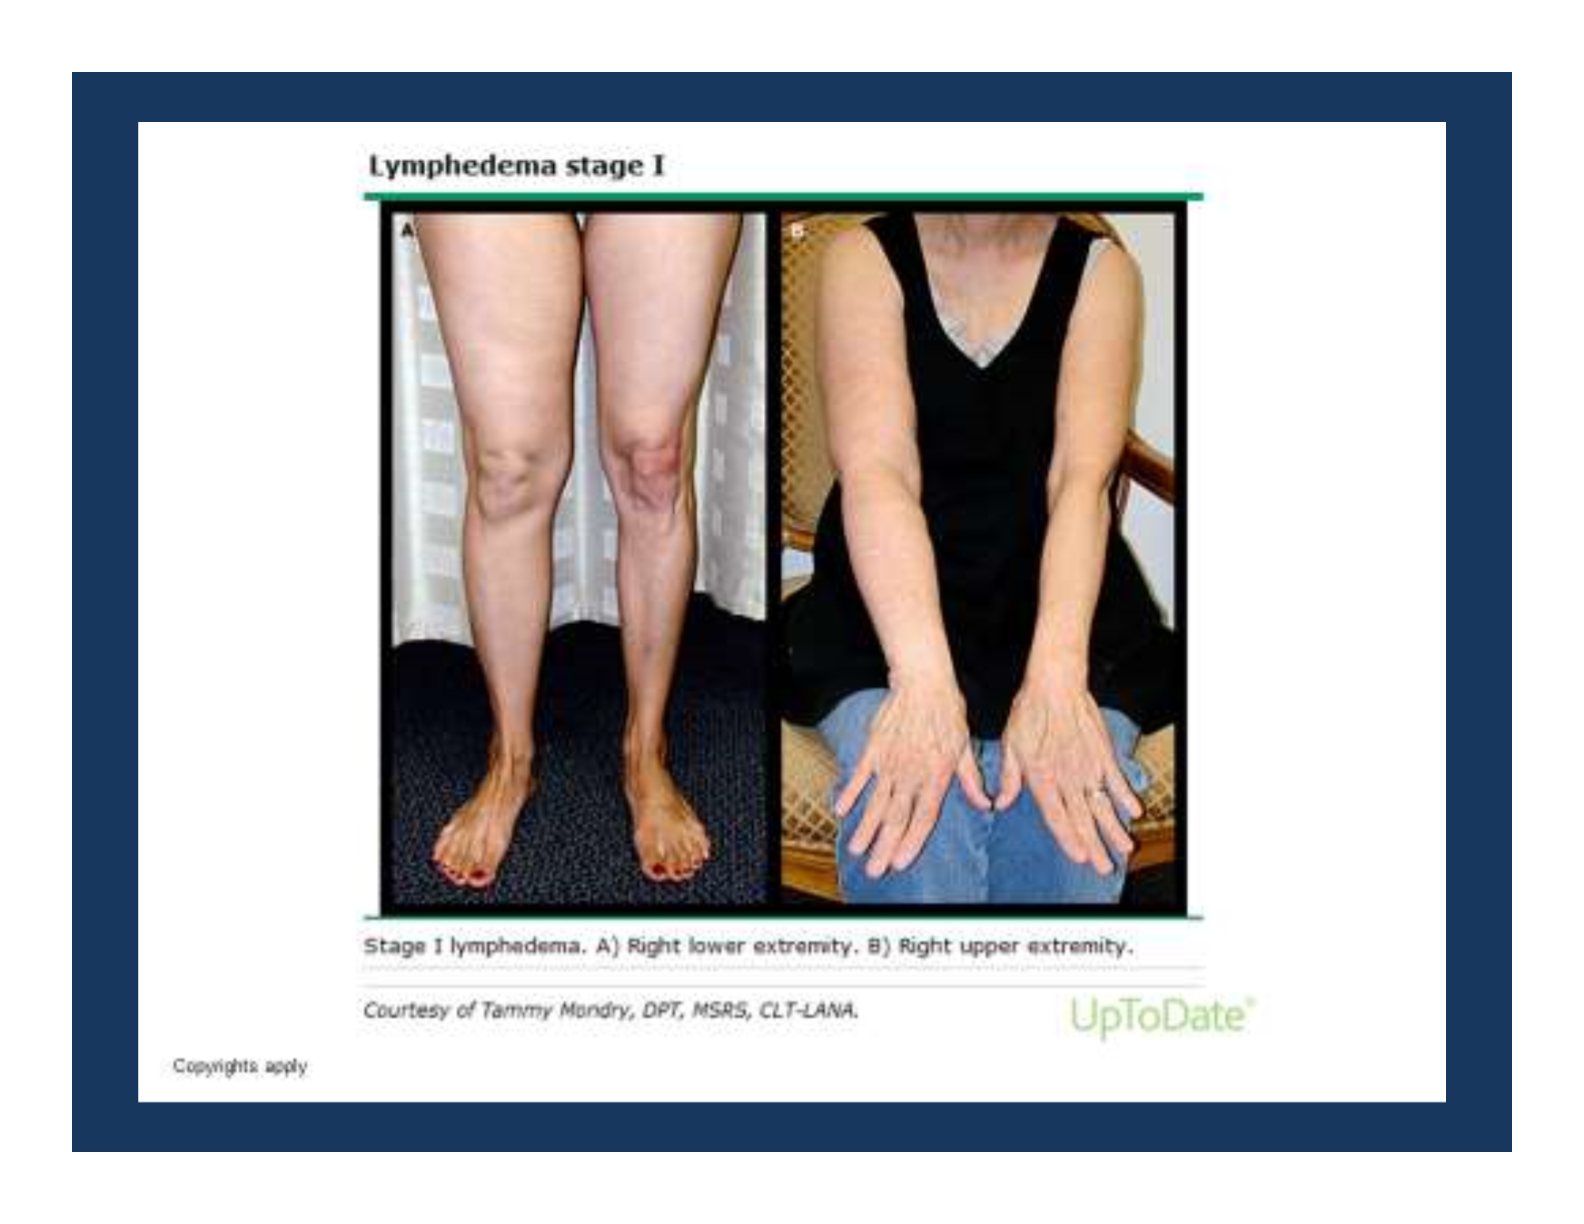 Lymphedema stage I
A
B
Stage I lymphedema. A) Right lower extremity. B) Right upper extremity.
Courtesy of Tammy Mondry, DPT, MSRS, CLT-LANA.
UpToDate®
Copyrights apply